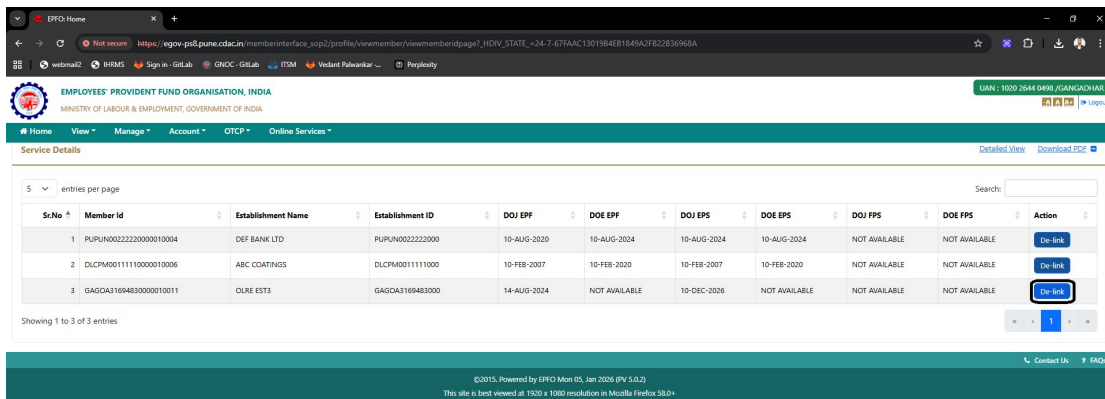 EPFO: Home
Not secure https://egov-ps8.pune.cdac.in/memberinterface_sop2/profile/viewmember/viewmemberidpage?_HDIV_STATE_=24-7-67FAAC1301984EB1849A2FB22B36968A
webmail2 IHRMS Sign in · GitLab GNOC · GitLab ITSM Vedant Palwankar -... Perplexity
EMPLOYEES' PROVIDENT FUND ORGANISATION, INDIA
MINISTRY OF LABOUR & EMPLOYMENT, GOVERNMENT OF INDIA
UAN : 1020 2644 0498 /GANGADHAR
-A A A+ Logou
Home View Manage Account OTCP Online Services
Service Details Detailed View Download PDF
5 entries per page Search:
Sr.No Member Id Establishment Name Establishment ID DOJ EPF DOE EPF DOJ EPS DOE EPS DOJ FPS DOE FPS Action
1 PUPUN00222220000010004 DEF BANK LTD PUPUN0022222000 10-AUG-2020 10-AUG-2024 10-AUG-2024 10-AUG-2024 NOT AVAILABLE NOT AVAILABLE De-link
2 DLCPM00111110000010006 ABC COATINGS DLCPM0011111000 10-FEB-2007 10-FEB-2020 10-FEB-2007 10-FEB-2020 NOT AVAILABLE NOT AVAILABLE De-link
3 GAGOA31694830000010011 OLRE EST3 GAGOA3169483000 14-AUG-2024 NOT AVAILABLE 10-DEC-2026 NOT AVAILABLE NOT AVAILABLE NOT AVAILABLE De-link
Showing 1 to 3 of 3 entries « ‹ 1 › »
Contact Us ? FAQs
©2015. Powered by EPFO Mon 05, Jan 2026 (PV 5.0.2)
This site is best viewed at 1920 x 1080 resolution in Mozilla Firefox 58.0+